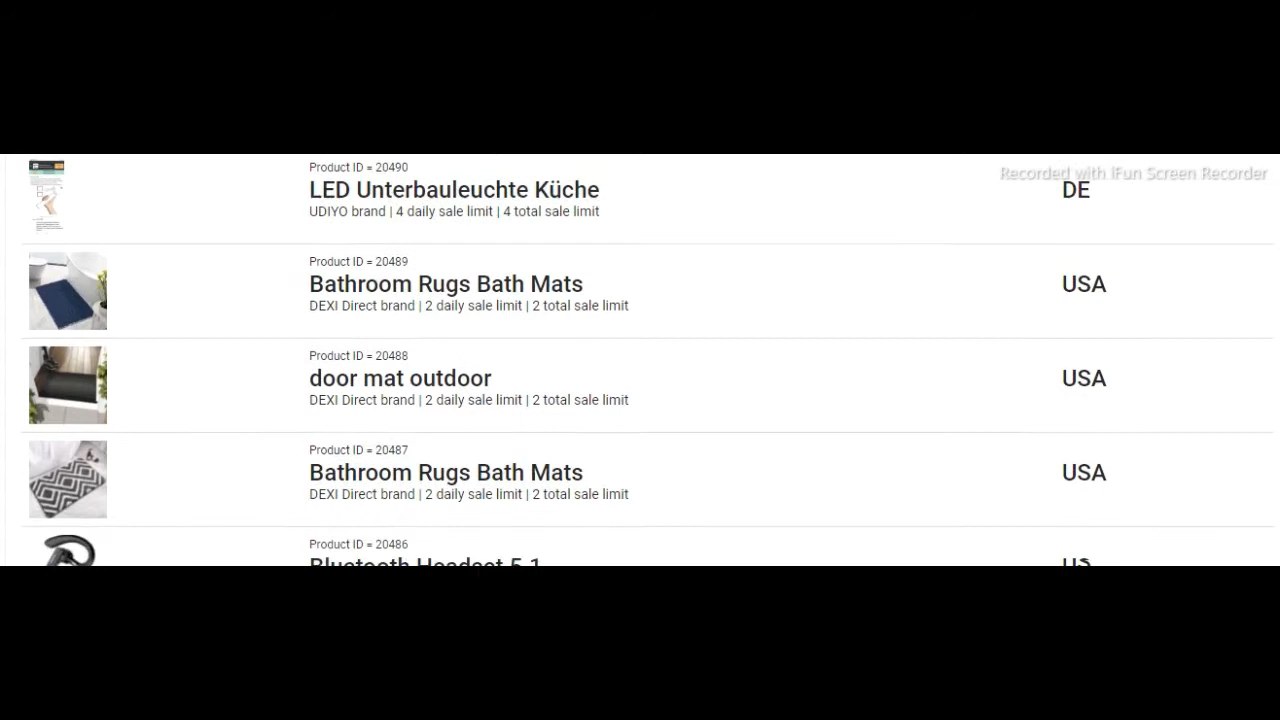 Recorded with iFun Screen Recorder
Product ID = 20490
LED Unterbauleuchte Küche
DE
UDIYO brand | 4 daily sale limit | 4 total sale limit
Product ID = 20489
Bathroom Rugs Bath Mats
USA
DEXI Direct brand | 2 daily sale limit | 2 total sale limit
Product ID = 20488
door mat outdoor
USA
DEXI Direct brand | 2 daily sale limit | 2 total sale limit
Product ID = 20487
Bathroom Rugs Bath Mats
USA
DEXI Direct brand | 2 daily sale limit | 2 total sale limit
Product ID = 20486
Bluetooth Headset 5.1